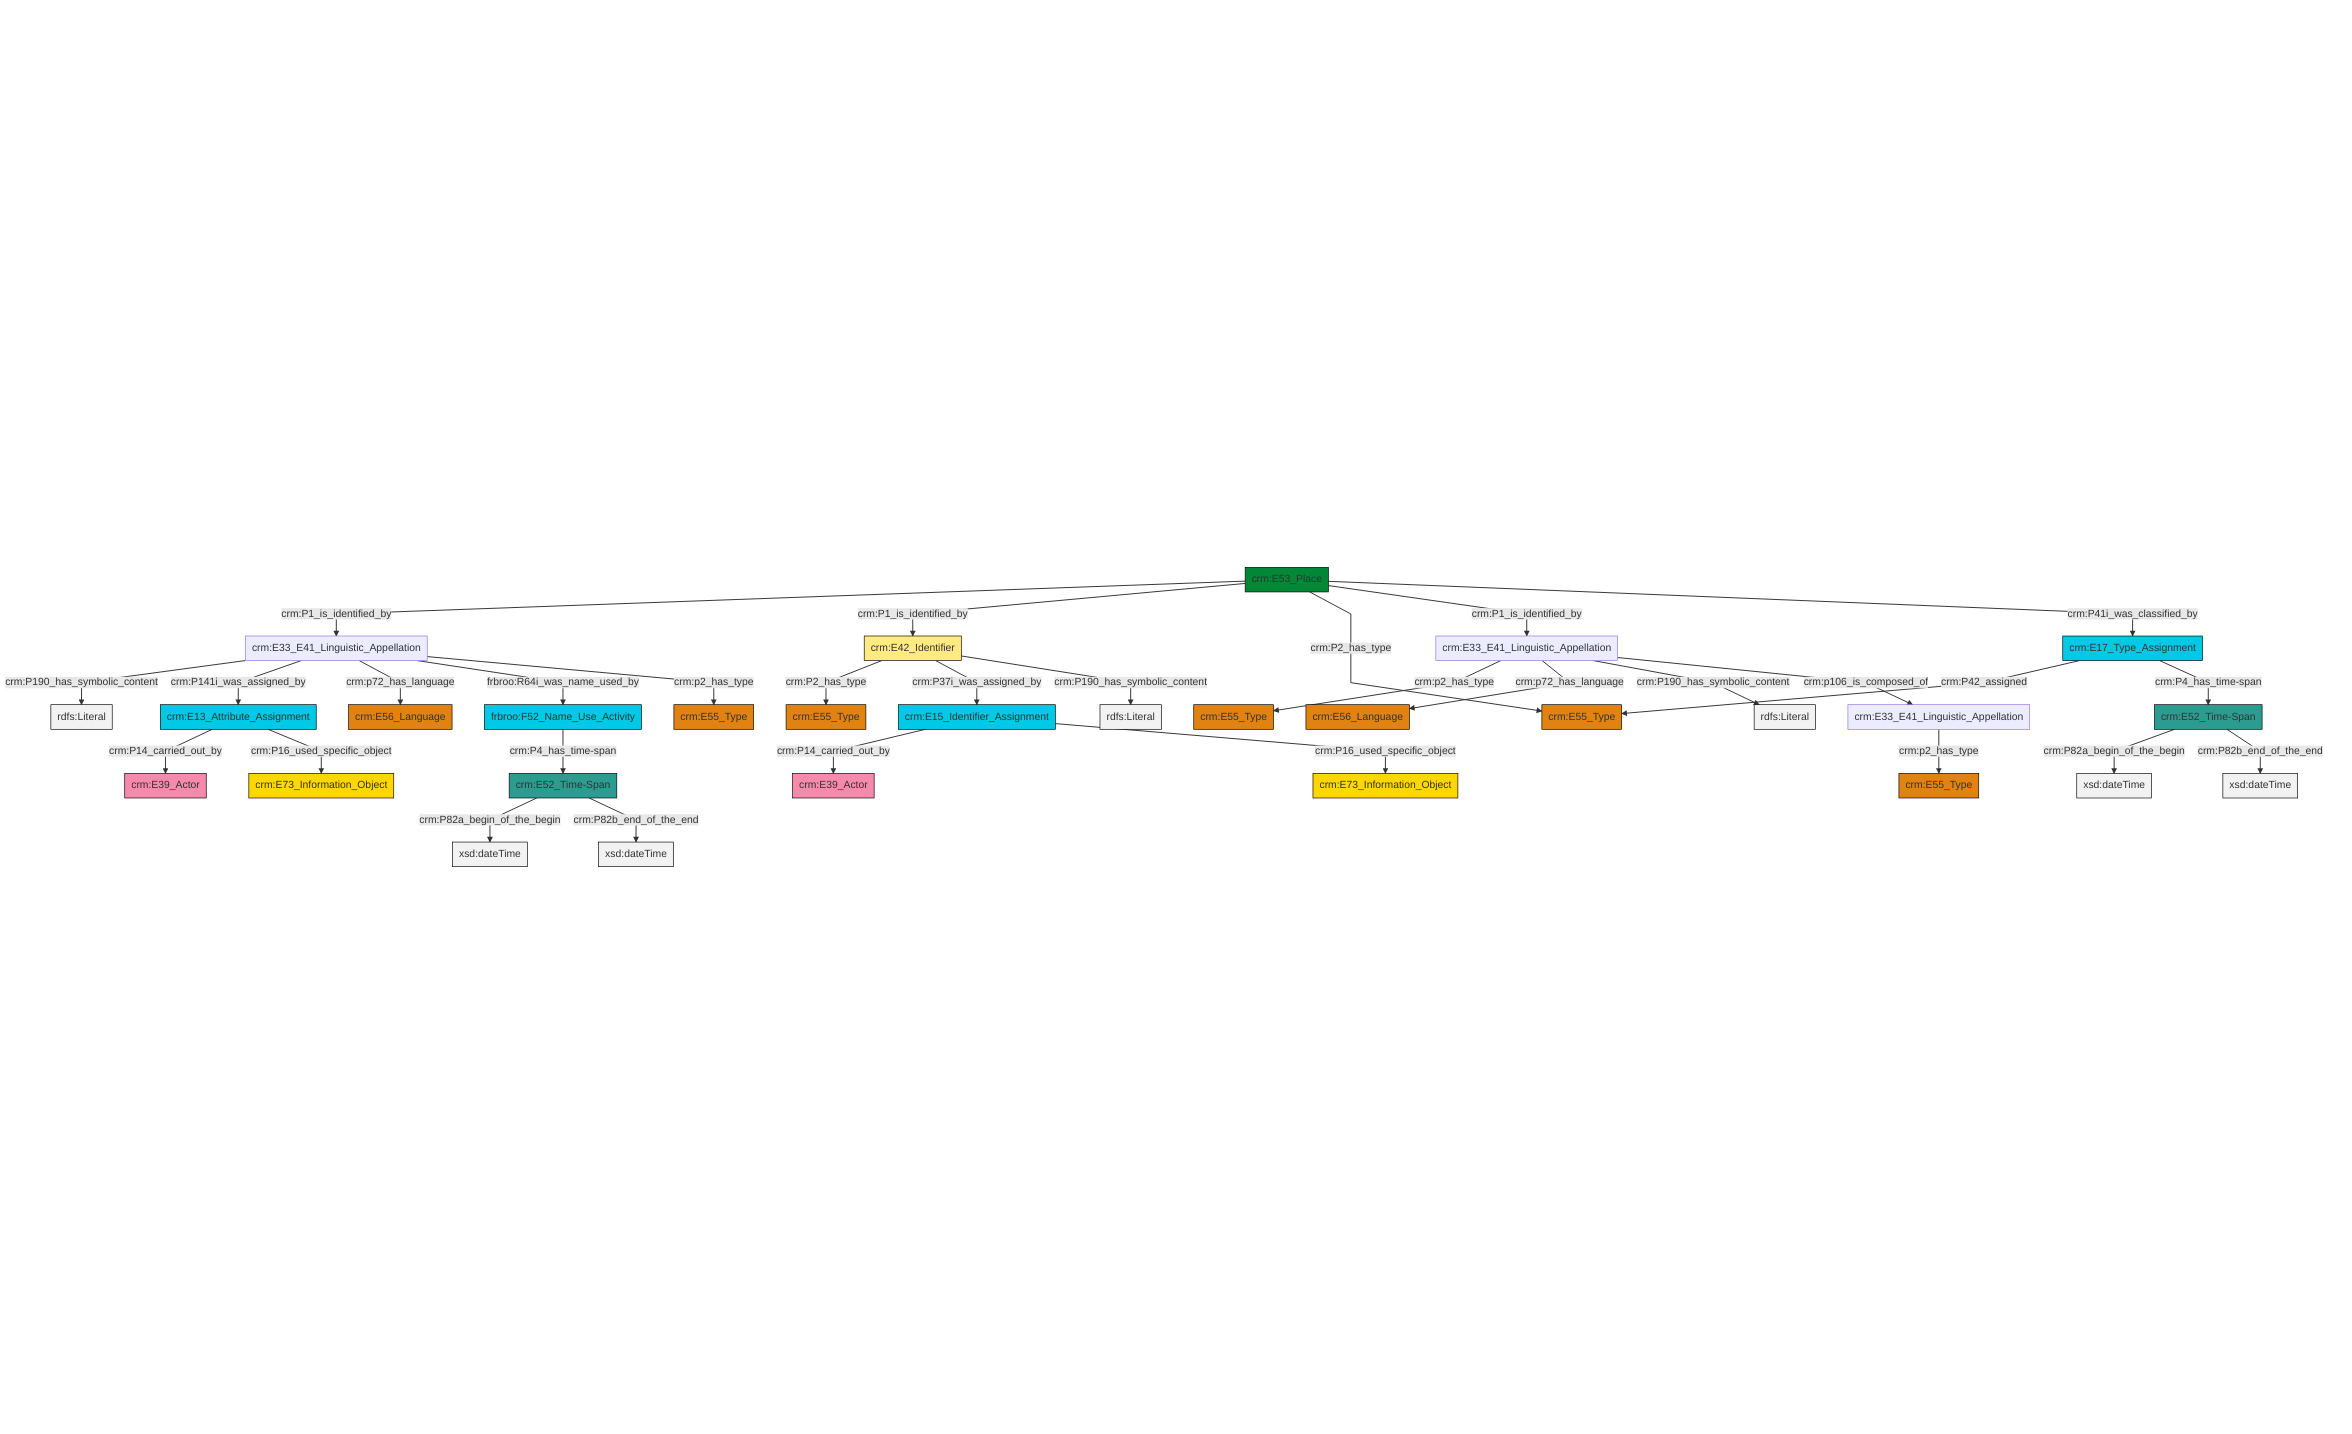 crm:E53_Place
crm:P1_is_identified_by
crm:P1_is_identified_by
crm:P1_is_identified_by
crm:P41i_was_classified_by
crm:E33_E41_Linguistic_Appellation
crm:E42_Identifier
crm:P2_has_type
crm:E33_E41_Linguistic_Appellation
crm:E17_Type_Assignment
crm:P190_has_symbolic_content
crm:P141i_was_assigned_by
crm:p72_has_language
frbroo:R64i_was_name_used_by
crm:p2_has_type
crm:P2_has_type
crm:P37i_was_assigned_by
crm:P190_has_symbolic_content
crm:p2_has_type
crm:p72_has_language
crm:P190_has_symbolic_content
crm:p106_is_composed_of
crm:P42_assigned
crm:P4_has_time-span
rdfs:Literal
crm:E13_Attribute_Assignment
crm:E56_Language
frbroo:F52_Name_Use_Activity
crm:E55_Type
crm:E55_Type
crm:E15_Identifier_Assignment
rdfs:Literal
crm:E55_Type
crm:E56_Language
crm:E55_Type
rdfs:Literal
crm:E33_E41_Linguistic_Appellation
crm:E52_Time-Span
crm:P14_carried_out_by
crm:P16_used_specific_object
crm:P4_has_time-span
crm:P14_carried_out_by
crm:P16_used_specific_object
crm:p2_has_type
crm:P82a_begin_of_the_begin
crm:P82b_end_of_the_end
crm:E39_Actor
crm:E73_Information_Object
crm:E52_Time-Span
crm:E39_Actor
crm:E73_Information_Object
crm:E55_Type
xsd:dateTime
xsd:dateTime
crm:P82a_begin_of_the_begin
crm:P82b_end_of_the_end
xsd:dateTime
xsd:dateTime